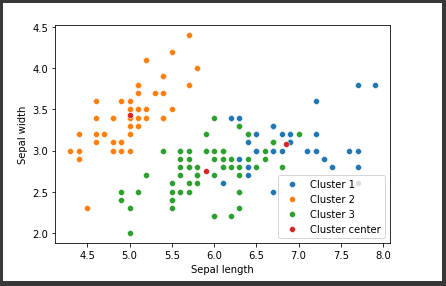 4.5
4.0
3.5
3.0
2.5
2.0
Sepal width
4.5 5.0 5.5 6.0 6.5 7.0 7.5 8.0
Sepal length
Cluster 1
Cluster 2
Cluster 3
Cluster center